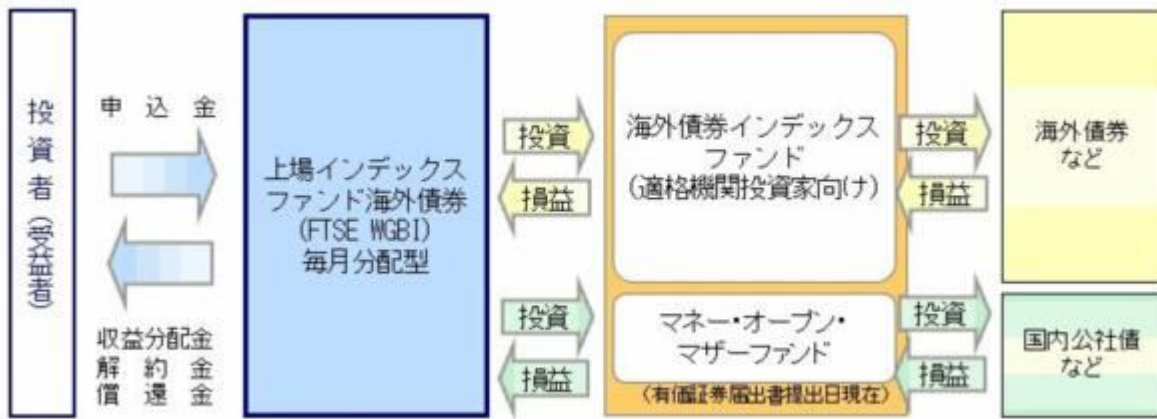 投資者(受益者)
申込金
収益分配金
解約金
償還金
上場インデックス
ファンド海外債券
(FTSE WGBI)
毎月分配型
投資
損益
投資
損益
海外債券インデックス
ファンド
(適格機関投資家向け)
マネー・オープン・
マザーファンド
(有価証券届出書提出日現在)
投資
損益
投資
損益
海外債券
など
国内公社債
など